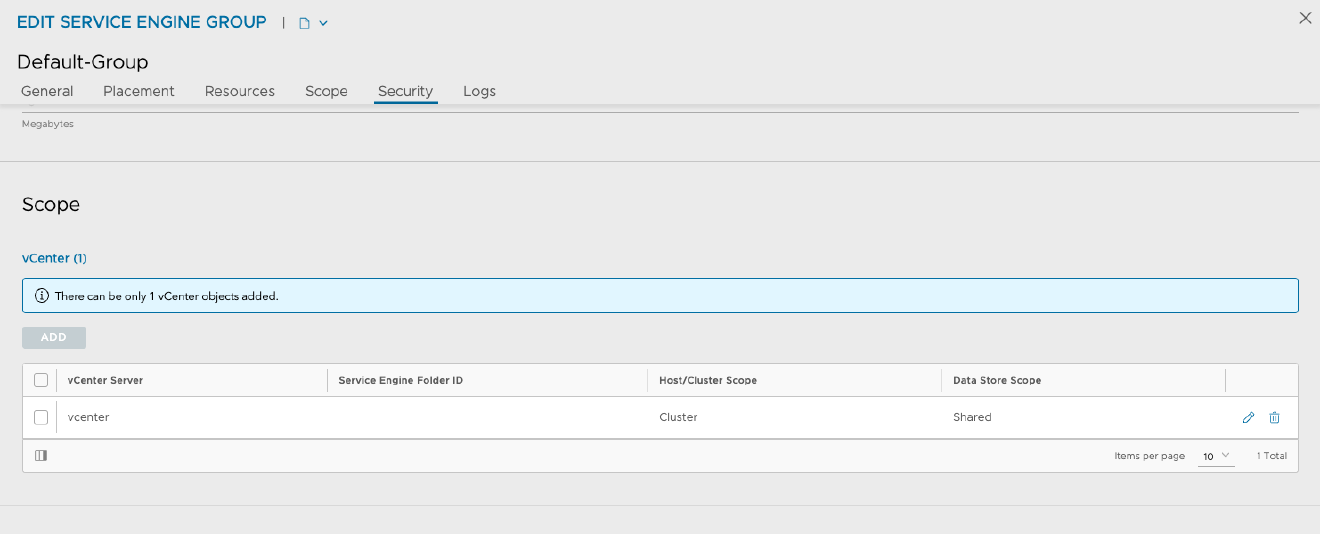 EDIT SERVICE ENGINE GROUP
Default-Group
General Placement Resources Scope Security Logs
Megabytes
Scope
vCenter (1)
There can be only 1 vCenter objects added.
ADD
vCenter Server Service Engine Folder ID Host/Cluster Scope Data Store Scope
vcenter Cluster Shared
Items per page 10 1 Total